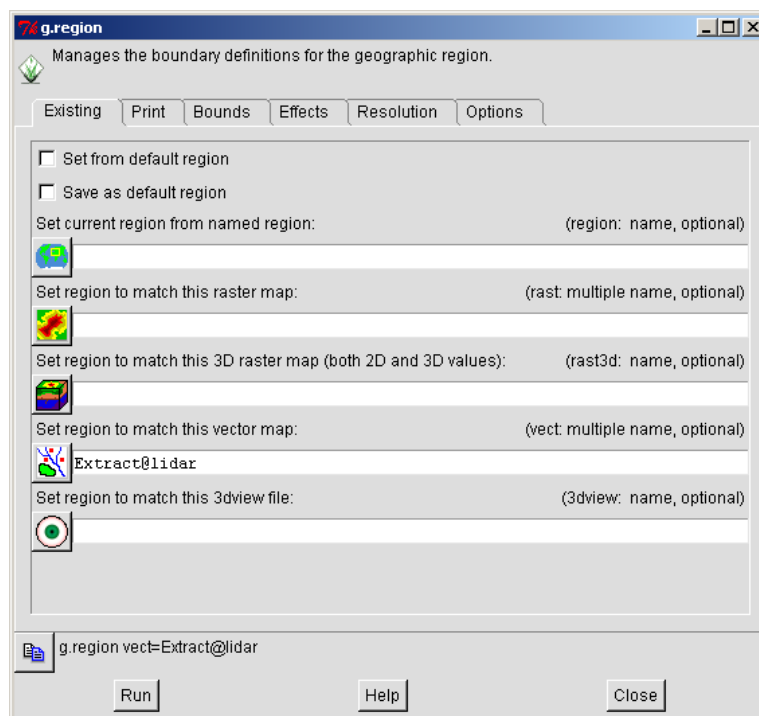 g.region
Manages the boundary definitions for the geographic region.
Existing Print Bounds Effects Resolution Options
Set from default region
Save as default region
Set current region from named region: (region: name, optional)
Set region to match this raster map: (rast: multiple name, optional)
Set region to match this 3D raster map (both 2D and 3D values): (rast3d: name, optional)
Set region to match this vector map: (vect: multiple name, optional)
Extract@lidar
Set region to match this 3dview file: (3dview: name, optional)
g.region vect=Extract@lidar
Run Help Close